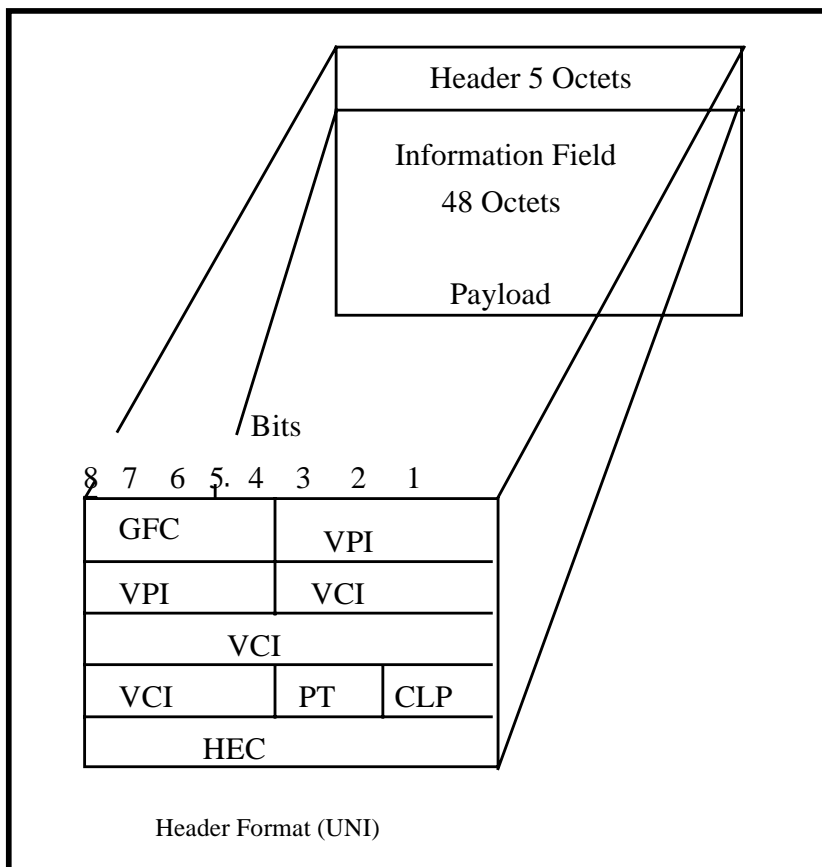 Header 5 Octets
Information Field
48 Octets
Payload
Bits
8 7 6 5. 4 3 2 1
GFC VPI
VPI VCI
VCI
VCI PT CLP
HEC
Header Format (UNI)